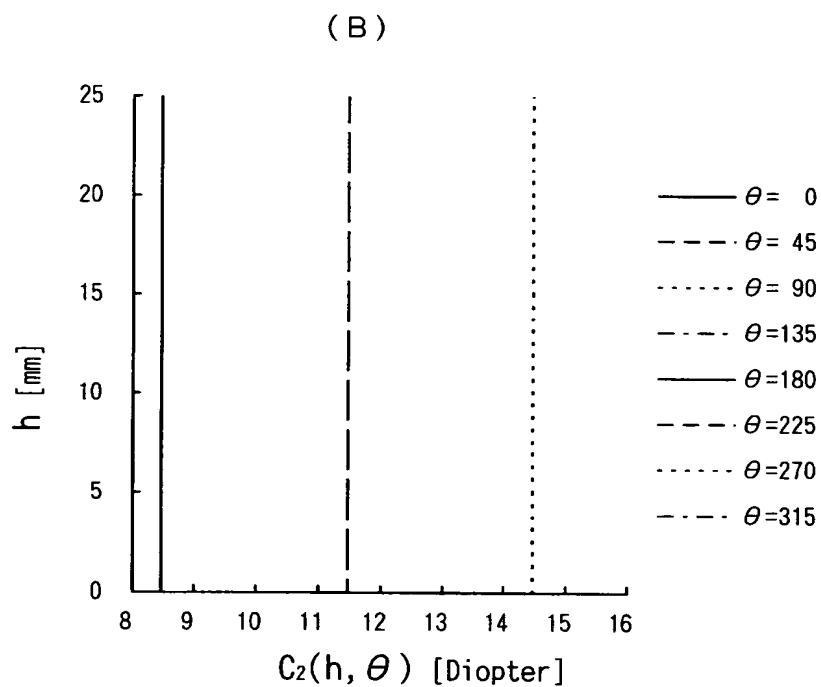 (B)
25
20
15
10
5
0
h [mm]
8 9 10 11 12 13 14 15 16
C₂(h, θ) [Diopter]
θ= 0
θ= 45
θ= 90
θ=135
θ=180
θ=225
θ=270
θ=315